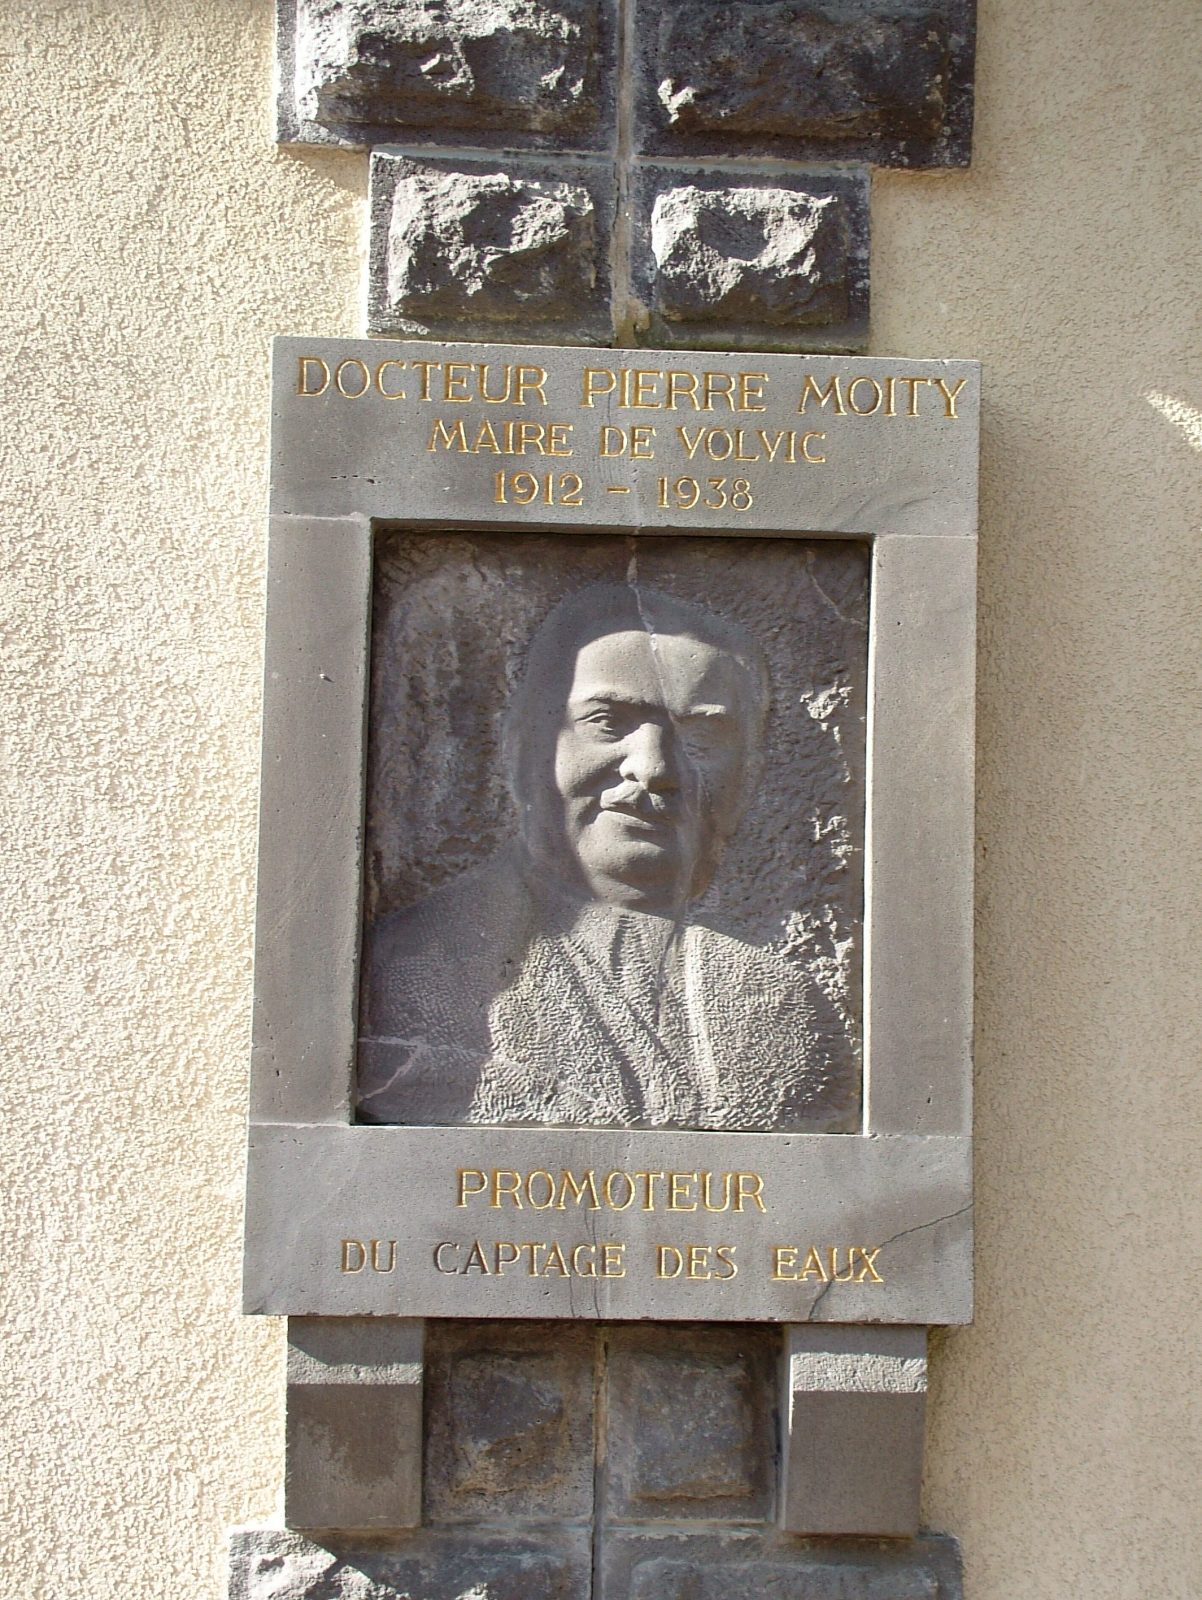 DOCTEUR PIERRE MOITY
MAIRE DE VOLVIC
1912 - 1938
PROMOTEUR
DU CAPTAGE DES EAUX